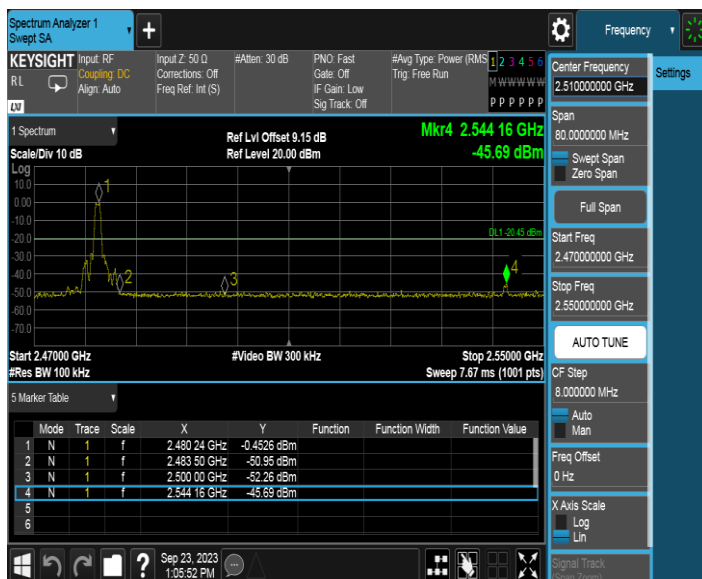 Spectrum Analyzer 1
Swept SA
+
Frequency
KEYSIGHT
RL
LXI
Input: RF
Coupling: DC
Align: Auto
Input Z: 50 Ω
Corrections: Off
Freq Ref: Int (S)
#Atten: 30 dB
PNO: Fast
Gate: Off
IF Gain: Low
Sig Track: Off
#Avg Type: Power (RMS
Trig: Free Run
1 2 3 4 5 6
M W W W W W
P P P P P P
1 Spectrum
Scale/Div 10 dB
Ref Lvl Offset 9.15 dB
Ref Level 20.00 dBm
Mkr4 2.544 16 GHz
-45.69 dBm
Log
10.0
0.00
-10.0
-20.0
-30.0
-40.0
-50.0
-60.0
-70.0
1
2
3
4
DL1 -20.45 dBm
Start 2.47000 GHz
#Video BW 300 kHz
Stop 2.55000 GHz
#Res BW 100 kHz
Sweep 7.67 ms (1001 pts)
5 Marker Table
Mode Trace Scale X Y Function Function Width Function Value
1 N 1 f 2.480 24 GHz -0.4526 dBm
2 N 1 f 2.483 50 GHz -50.95 dBm
3 N 1 f 2.500 00 GHz -52.26 dBm
4 N 1 f 2.544 16 GHz -45.69 dBm
5
6
?
Sep 23, 2023
1:05:52 PM
Center Frequency
2.510000000 GHz
Settings
Span
80.0000000 MHz
Swept Span
Zero Span
Full Span
Start Freq
2.470000000 GHz
Stop Freq
2.550000000 GHz
AUTO TUNE
CF Step
8.000000 MHz
Auto
Man
Freq Offset
0 Hz
X Axis Scale
Log
Lin
Signal Track
(Span Zoom)